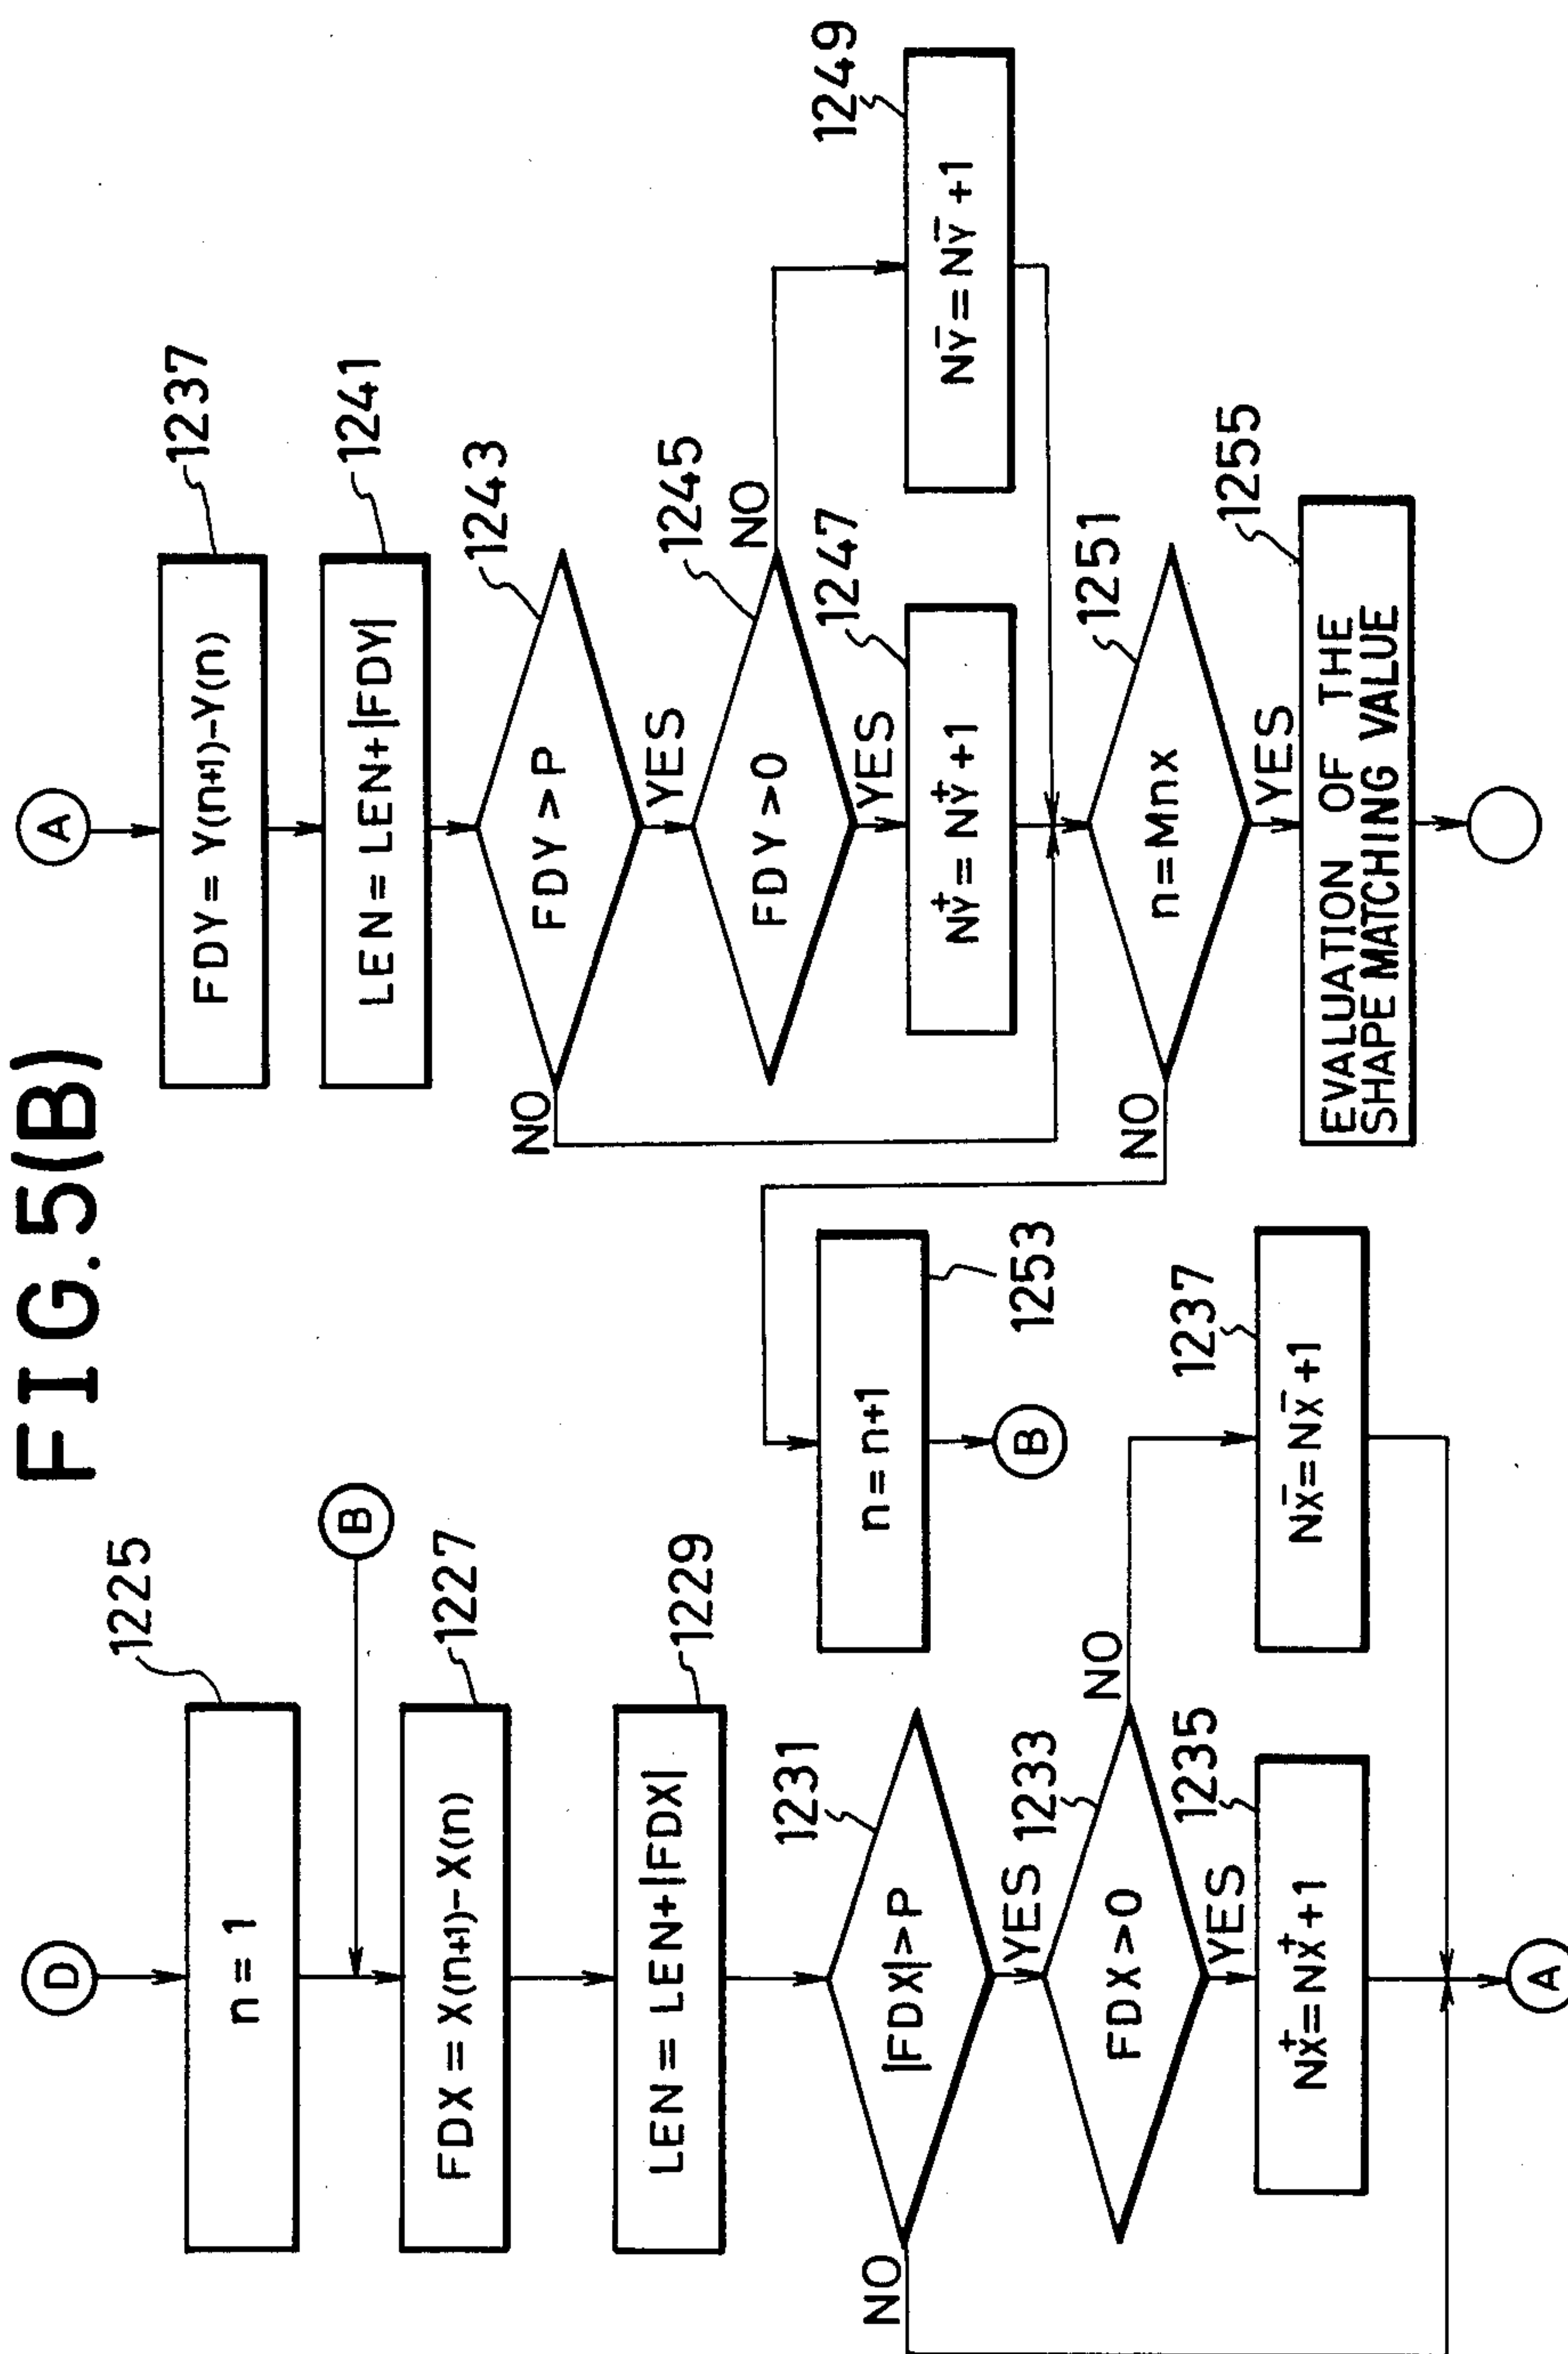 FIG.5(B)
D
n = 1
1225
B
FDX = X(n+1)-X(n)
1227
LEN = LEN+|FDX|
1229
|FDX|>P
1231
NO
YES
FDX>0
1233
NO
YES
NẊ=NẊ+1
1235
NX̄=NX̄+1
1237
A
A
FDY = Y(n+1)-Y(n)
1237
LEN = LEN+|FDY|
1241
FDY>P
1243
NO
YES
FDY>0
1245
NO
YES
NY⁺=NY⁺+1
1247
NY⁻=NY⁻+1
1249
n=Mnx
1251
NO
YES
n = n+1
1253
B
EVALUATION OF THE
SHAPE MATCHING VALUE
1255